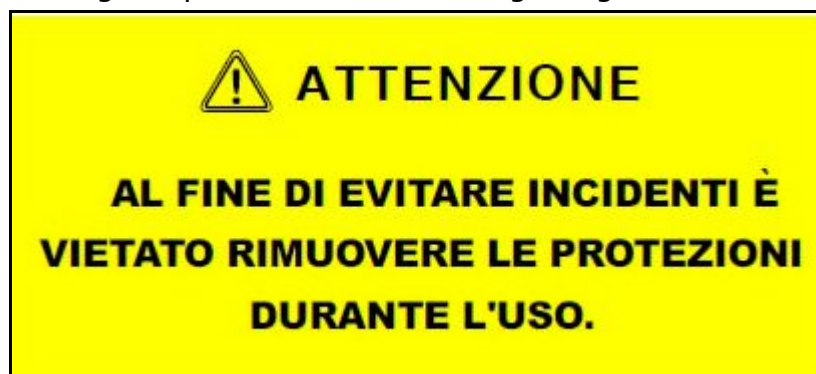 ATTENZIONE
AL FINE DI EVITARE INCIDENTI È
VIETATO RIMUOVERE LE PROTEZIONI
DURANTE L'USO.